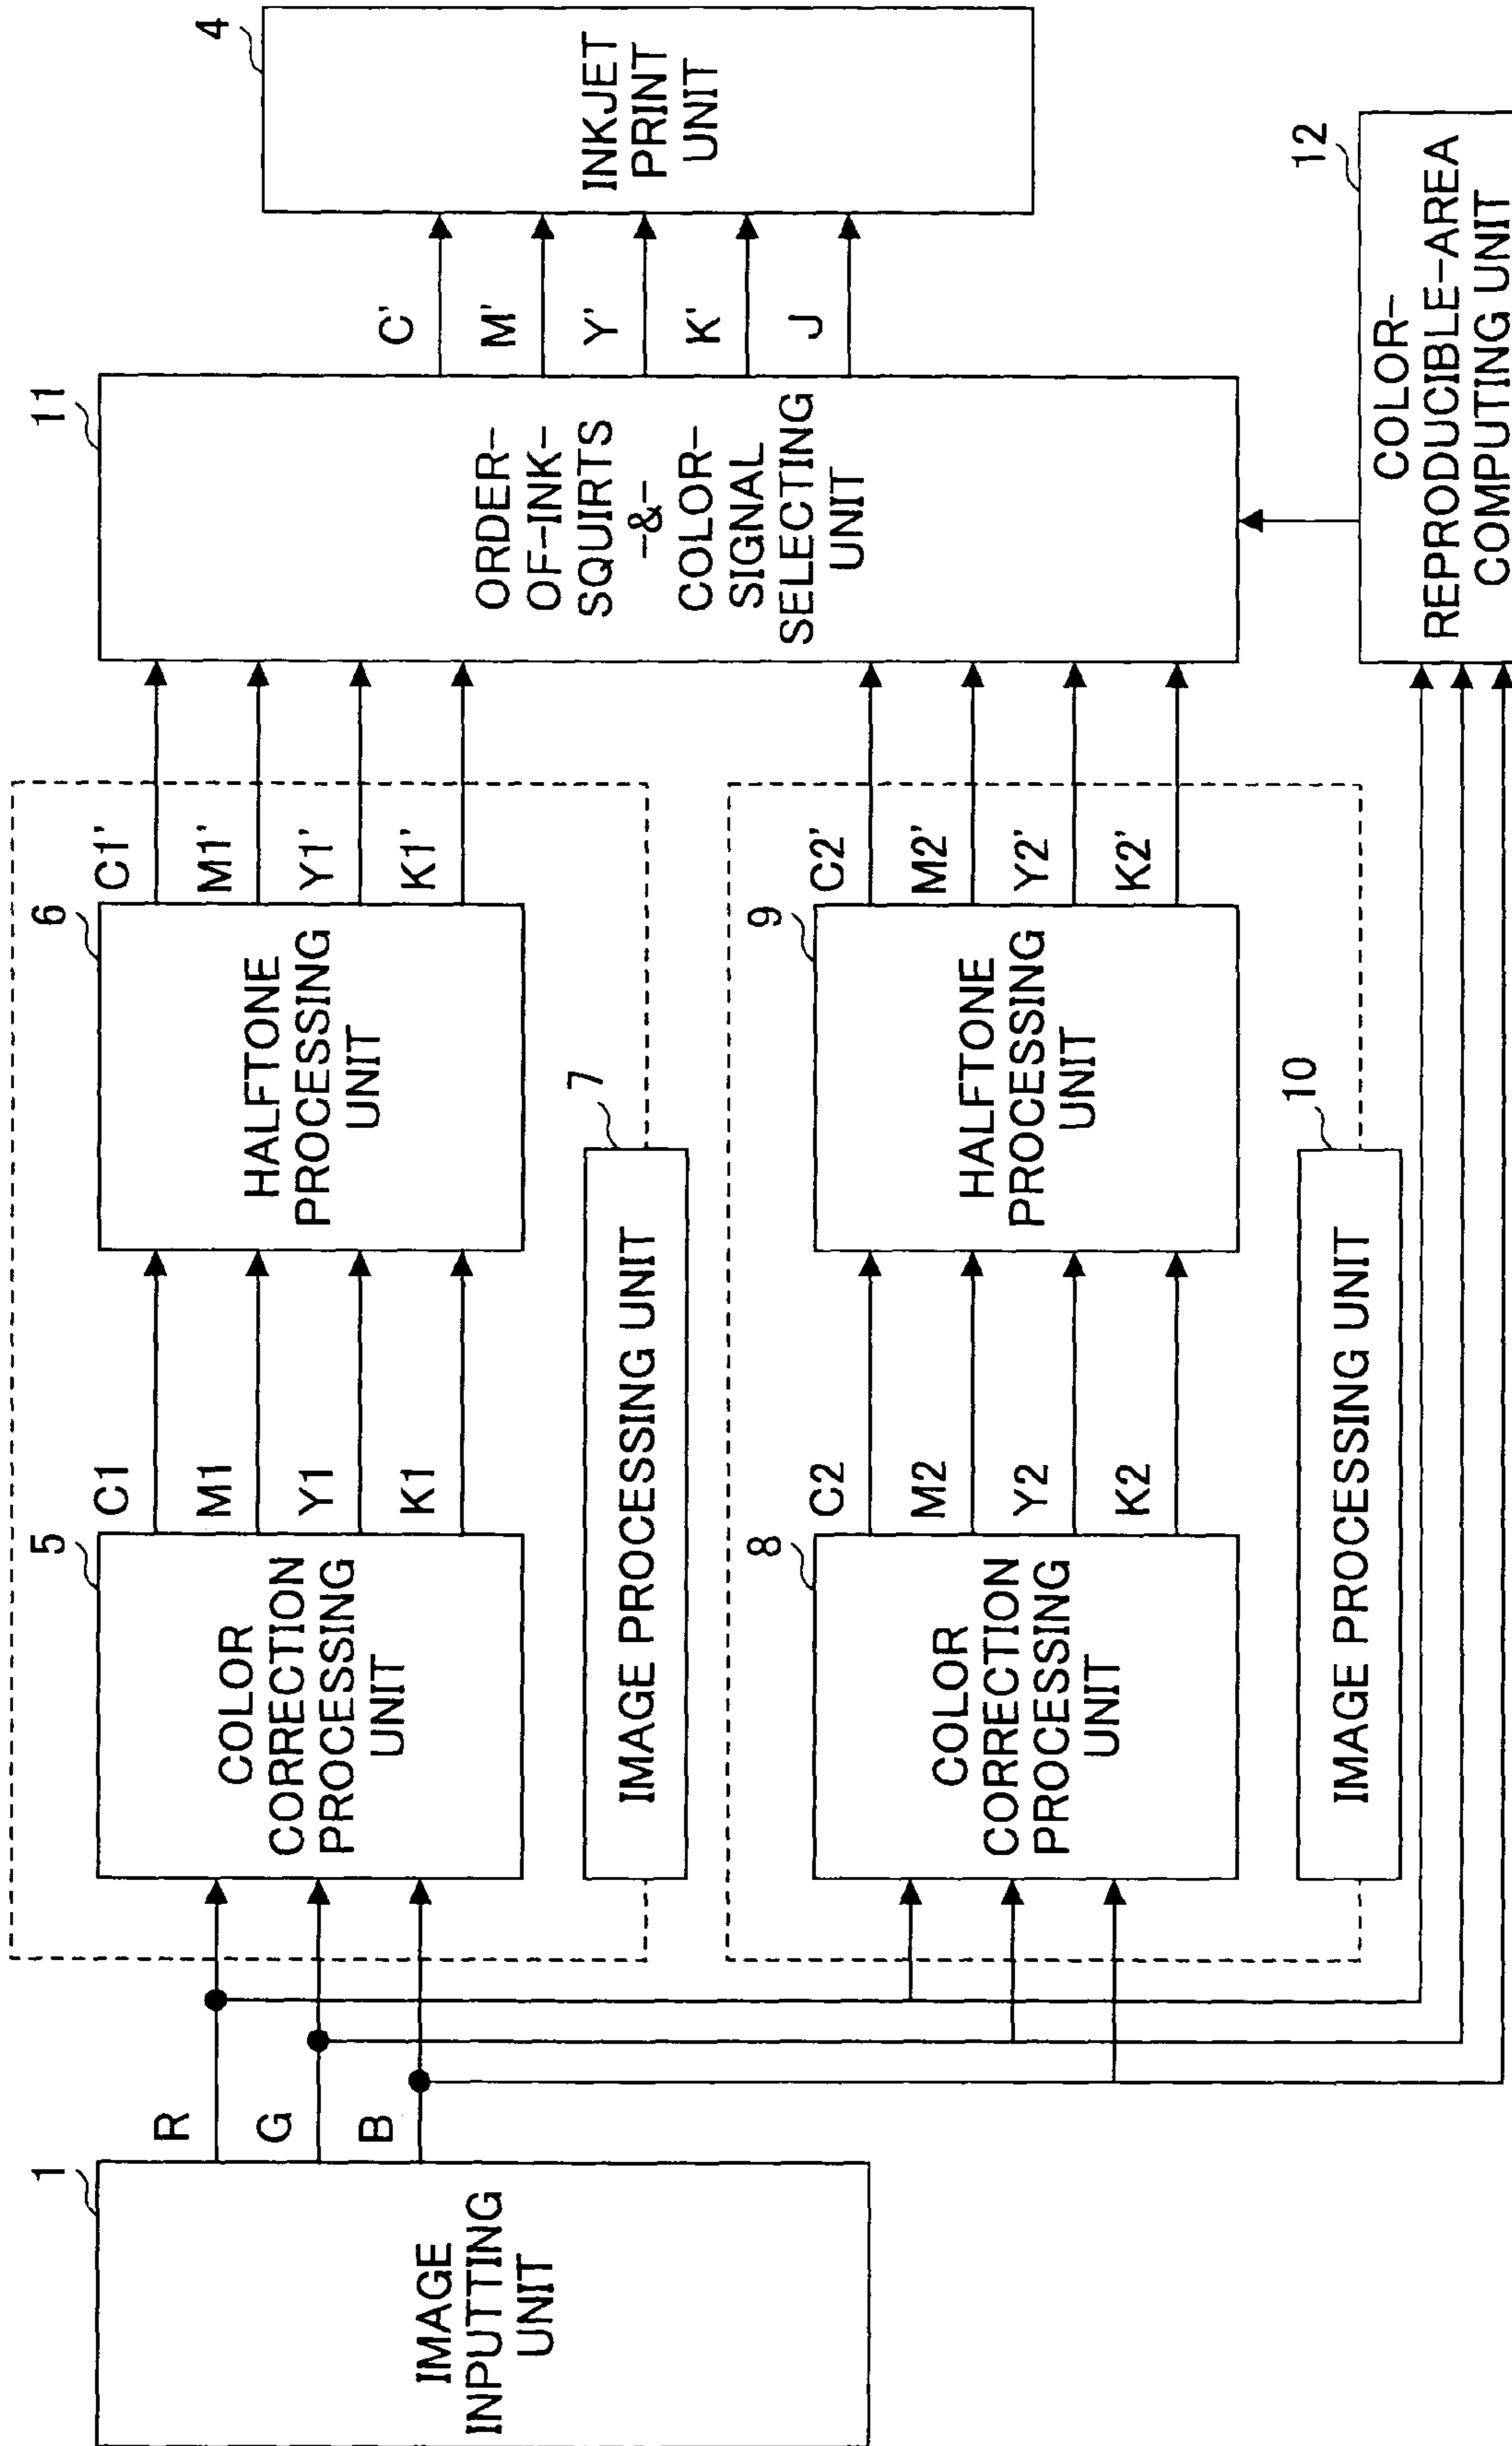 1
IMAGE
INPUTTING
UNIT
R
G
B
5
COLOR
CORRECTION
PROCESSING
UNIT
C1
M1
Y1
K1
6
HALFTONE
PROCESSING
UNIT
C1'
M1'
Y1'
K1'
7
IMAGE PROCESSING UNIT
8
COLOR
CORRECTION
PROCESSING
UNIT
C2
M2
Y2
K2
9
HALFTONE
PROCESSING
UNIT
C2'
M2'
Y2'
K2'
10
IMAGE PROCESSING UNIT
11
ORDER-
OF-INK-
SQUIRTS
-&-
COLOR-
SIGNAL
SELECTING
UNIT
C'
M'
Y'
K'
J
4
INKJET
PRINT
UNIT
12
COLOR-
REPRODUCIBLE-AREA
COMPUTING UNIT